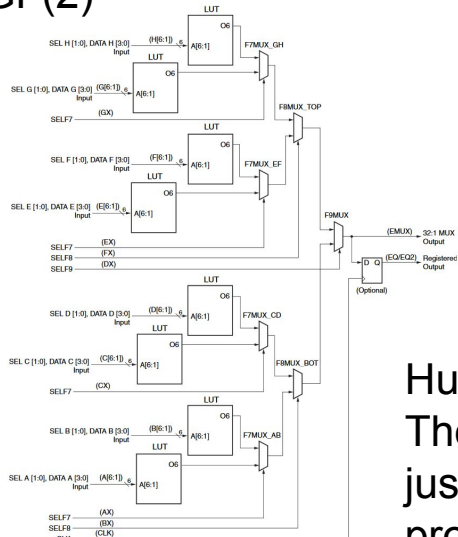 (2)
LUT
O6
SEL H [1:0], DATA H [3:0] (H[6:1]) 6 A[6:1] F7MUX_GH
Input
LUT
O6
SEL G [1:0], DATA G [3:0] (G[6:1]) 6 A[6:1]
Input
SELF7 (GX) F8MUX_TOP
LUT
O6
SEL F [1:0], DATA F [3:0] (F[6:1]) 6 A[6:1] F7MUX_EF
Input
LUT
O6
SEL E [1:0], DATA E [3:0] (E[6:1]) 6 A[6:1]
Input
F9MUX
(EMUX) 32:1 MUX
Output
SELF7 (EX)
SELF8 (FX)
SELF9 (DX)
D Q (EQ/EQ2) Registered
Output
(Optional)
LUT
O6
SEL D [1:0], DATA D [3:0] (D[6:1]) 6 A[6:1] F7MUX_CD
Input
LUT
O6
SEL C [1:0], DATA C [3:0] (C[6:1]) 6 A[6:1]
Input
F8MUX_BOT
SELF7 (CX)
LUT
O6
SEL B [1:0], DATA B [3:0] (B[6:1]) 6 A[6:1] F7MUX_AB
Input
LUT
O6
SEL A [1:0], DATA A [3:0] (A[6:1]) 6 A[6:1]
Input
SELF7 (AX)
SELF8 (BX)
(CLK)
Hu
The
jus